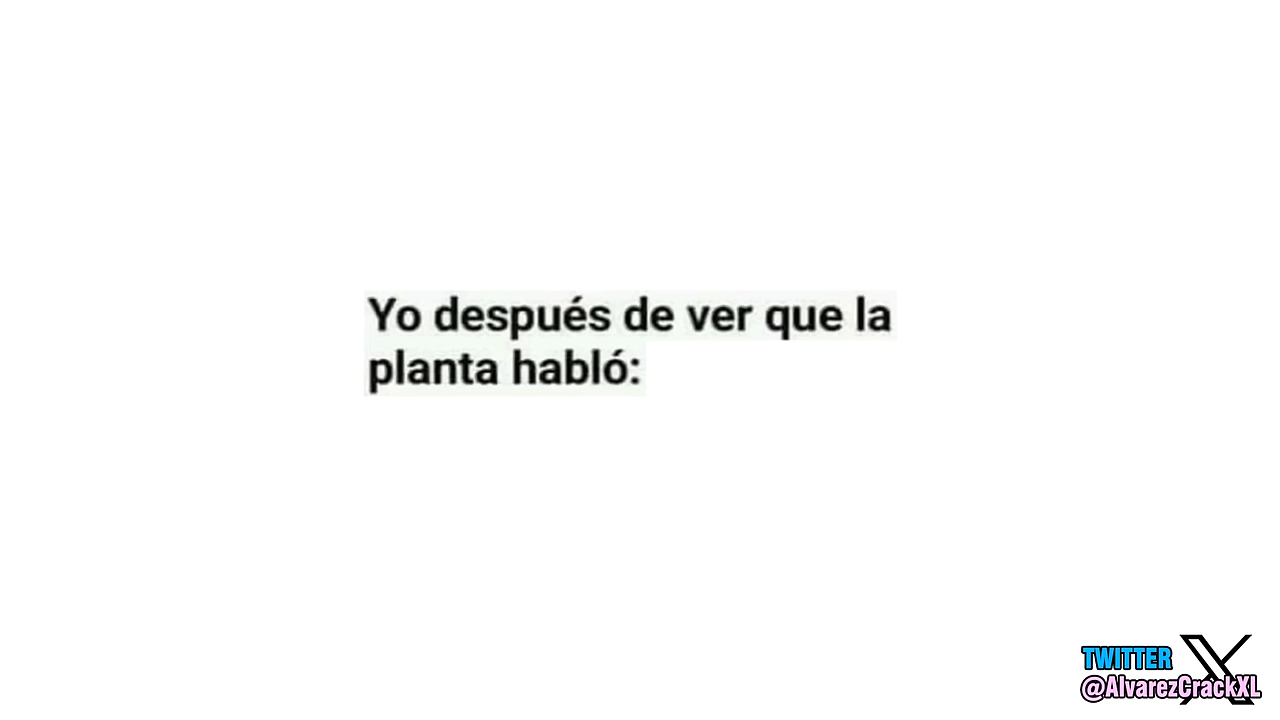 Yo después de ver que la
planta habló:
TWITTER
@AlvarezCrackXL